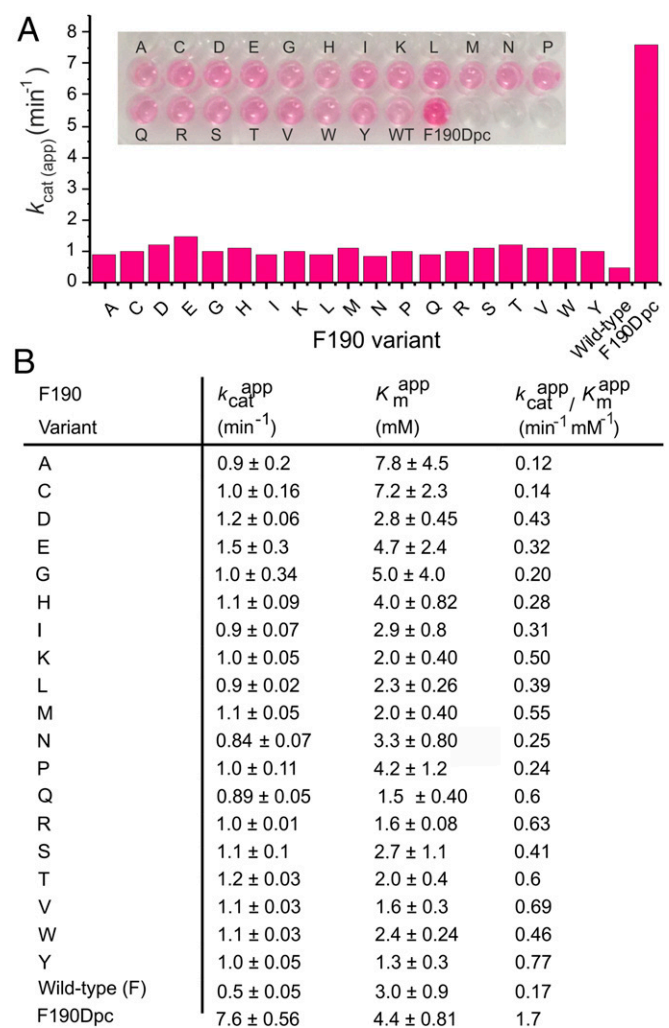 A
k cat (app) (min⁻¹)
8
7
6
5
4
3
2
1
0
A C D E G H I K L M N P
Q R S T V W Y WT F190Dpc
A C D E G H I K L M N P Q R S T V W Y Wild-type F190Dpc
F190 variant
B
F190 Variant k cat app (min⁻¹) K m app (mM) k cat app / K m app (min⁻¹ mM⁻¹)
A 0.9 ± 0.2 7.8 ± 4.5 0.12
C 1.0 ± 0.16 7.2 ± 2.3 0.14
D 1.2 ± 0.06 2.8 ± 0.45 0.43
E 1.5 ± 0.3 4.7 ± 2.4 0.32
G 1.0 ± 0.34 5.0 ± 4.0 0.20
H 1.1 ± 0.09 4.0 ± 0.82 0.28
I 0.9 ± 0.07 2.9 ± 0.8 0.31
K 1.0 ± 0.05 2.0 ± 0.40 0.50
L 0.9 ± 0.02 2.3 ± 0.26 0.39
M 1.1 ± 0.05 2.0 ± 0.40 0.55
N 0.84 ± 0.07 3.3 ± 0.80 0.25
P 1.0 ± 0.11 4.2 ± 1.2 0.24
Q 0.89 ± 0.05 1.5 ± 0.40 0.6
R 1.0 ± 0.01 1.6 ± 0.08 0.63
S 1.1 ± 0.1 2.7 ± 1.1 0.41
T 1.2 ± 0.03 2.0 ± 0.4 0.6
V 1.1 ± 0.03 1.6 ± 0.3 0.69
W 1.1 ± 0.03 2.4 ± 0.24 0.46
Y 1.0 ± 0.05 1.3 ± 0.3 0.77
Wild-type (F) 0.5 ± 0.05 3.0 ± 0.9 0.17
F190Dpc 7.6 ± 0.56 4.4 ± 0.81 1.7